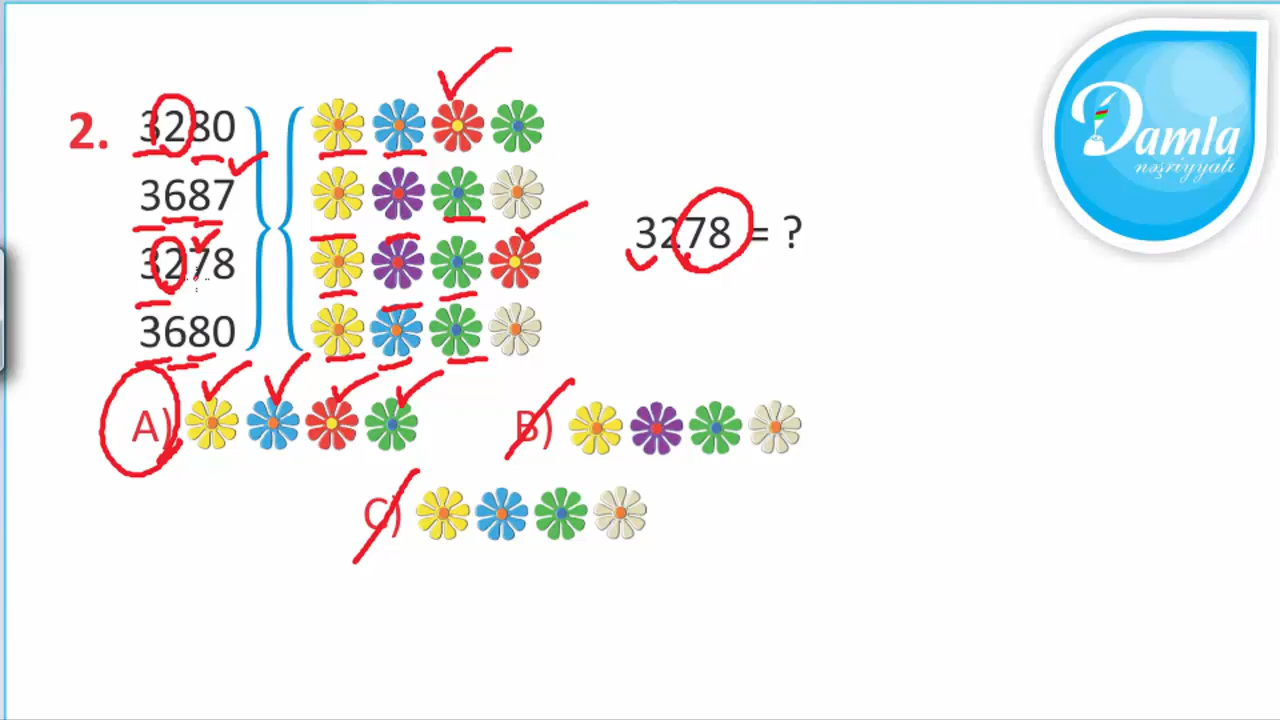 2.
3280
3687
3278
3680
3278 = ?
A)
B)
C)
Damla
nəşriyyatı